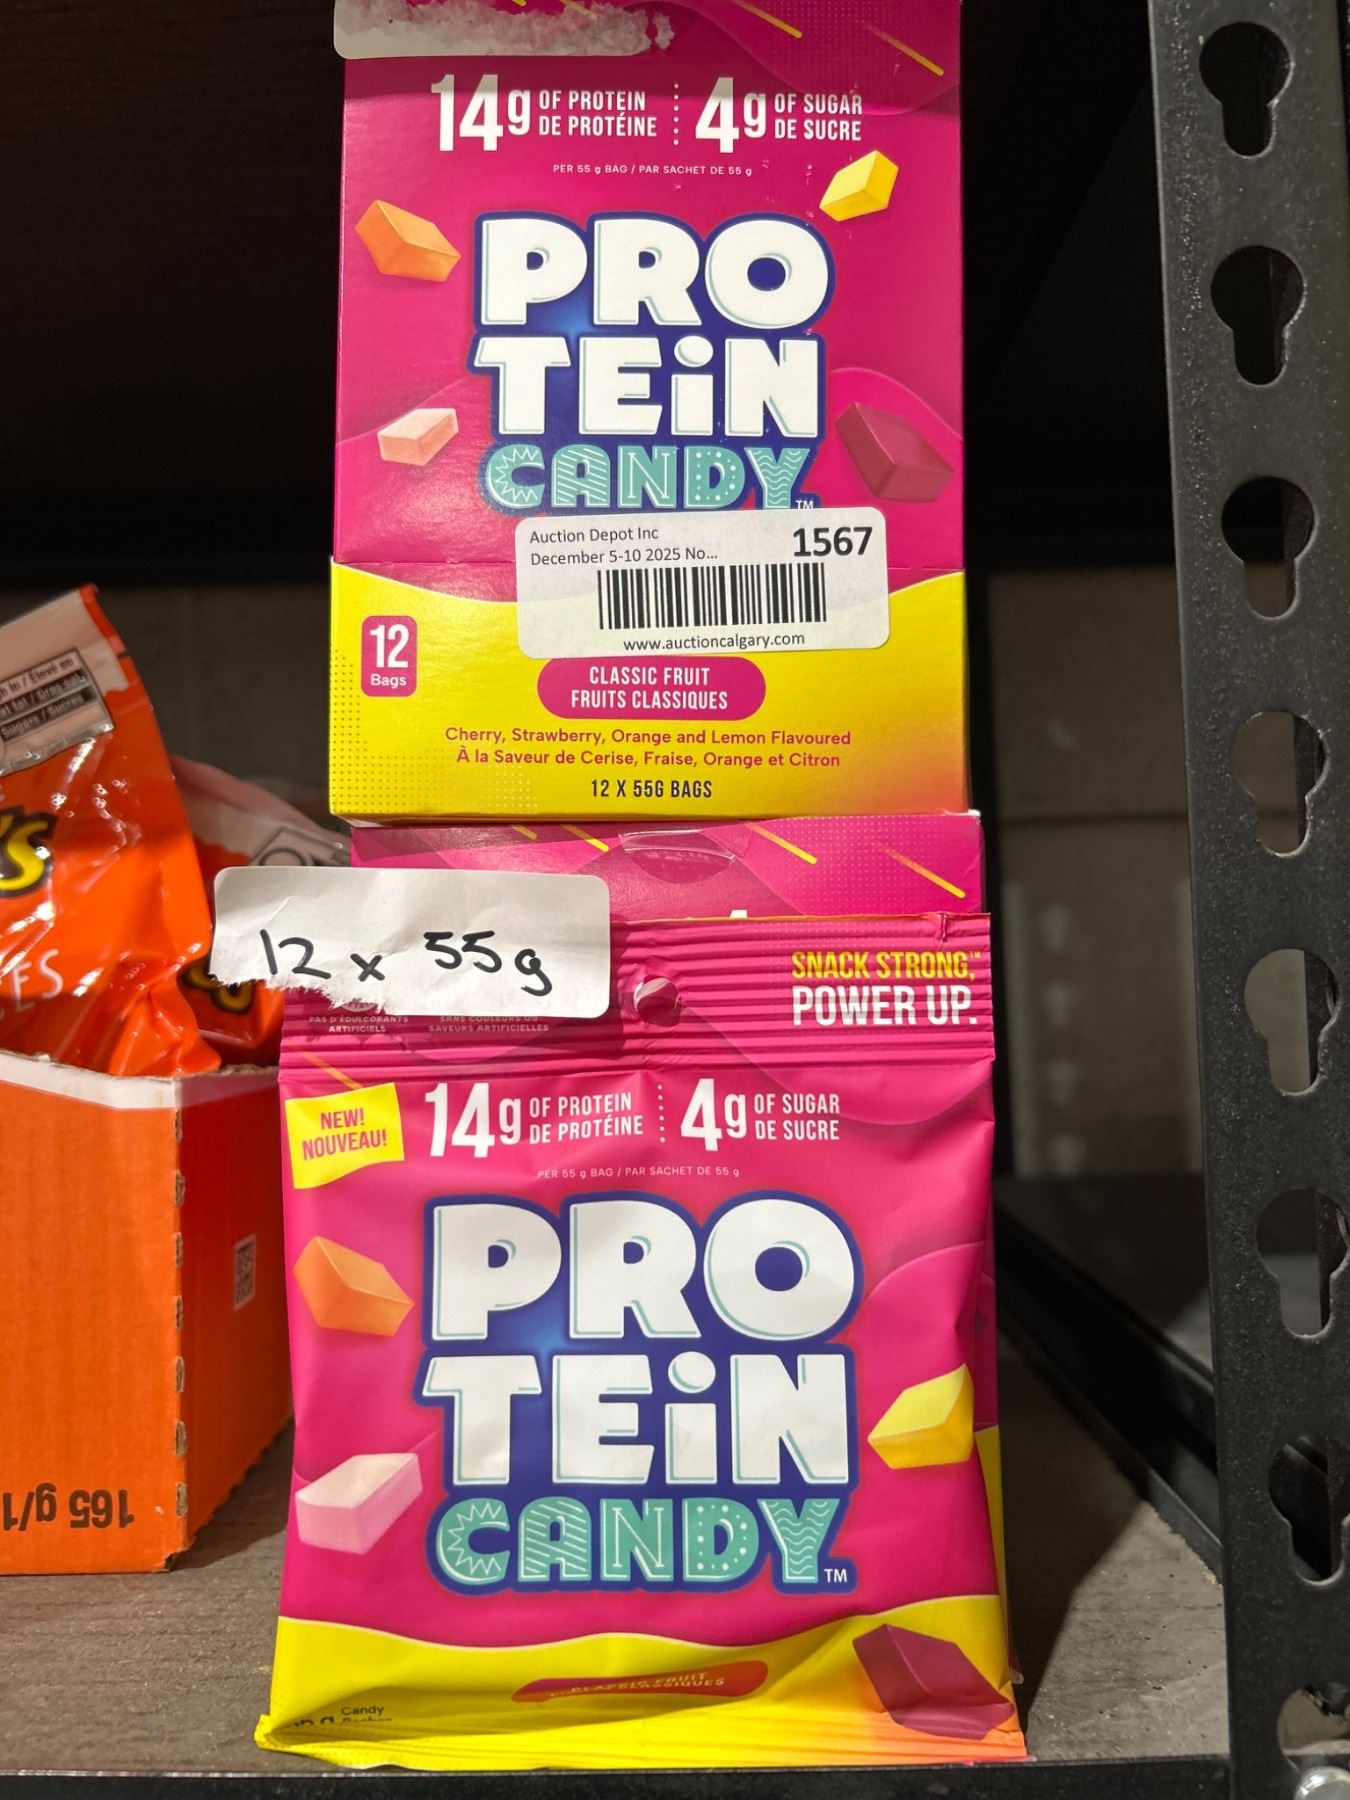 14g OF PROTEIN
DE PROTÉINE
4g OF SUGAR
DE SUCRE
PER 55 g BAG / PAR SACHET DE 55 g
PRO
TEiN
CANDY™
Auction Depot Inc
1567
December 5-10 2025 No...
www.auctioncalgary.com
12
Bags
CLASSIC FRUIT
FRUITS CLASSIQUES
Cherry, Strawberry, Orange and Lemon Flavoured
À la Saveur de Cerise, Fraise, Orange et Citron
12 X 55G BAGS
12 x 55g
SNACK STRONG,™
POWER UP.
PAS D'ÉDULCORANTS
ARTIFICIELS
SANS COULEURS OU
SAVEURS ARTIFICIELLES
NEW!
NOUVEAU!
14g OF PROTEIN
DE PROTÉINE
4g OF SUGAR
DE SUCRE
PER 55 g BAG / PAR SACHET DE 55 g
PRO
TEiN
CANDY™
Candy
165 g/1